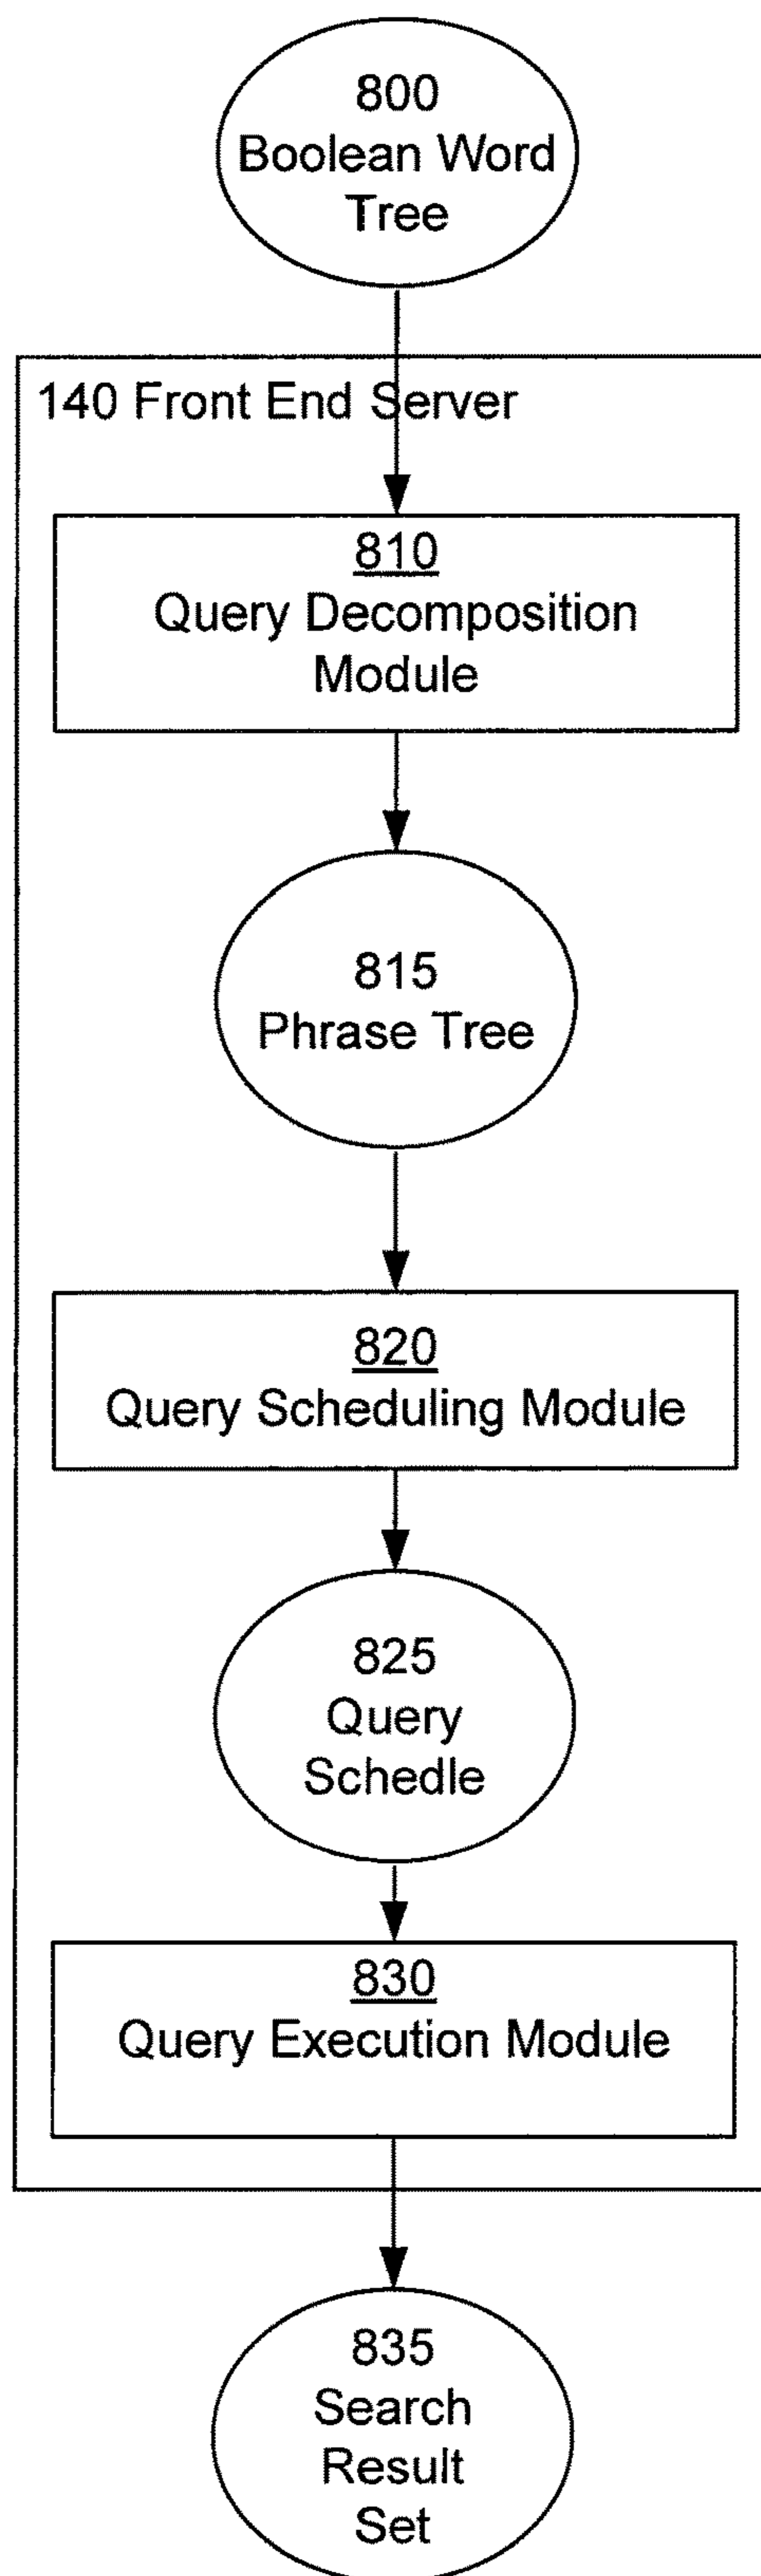 800
Boolean Word
Tree
140 Front End Server
810
Query Decomposition
Module
815
Phrase Tree
820
Query Scheduling Module
825
Query
Schedle
830
Query Execution Module
835
Search
Result
Set